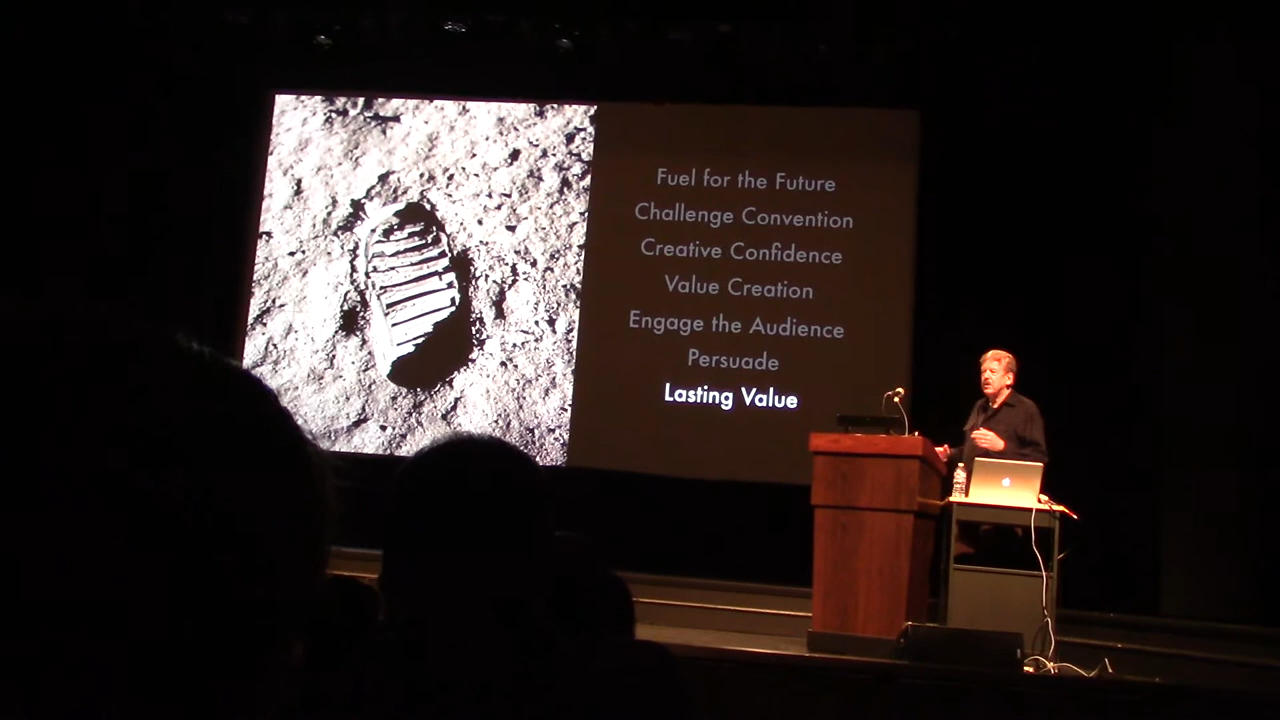 Fuel for the Future
Challenge Convention
Creative Confidence
Value Creation
Engage the Audience
Persuade
Lasting Value